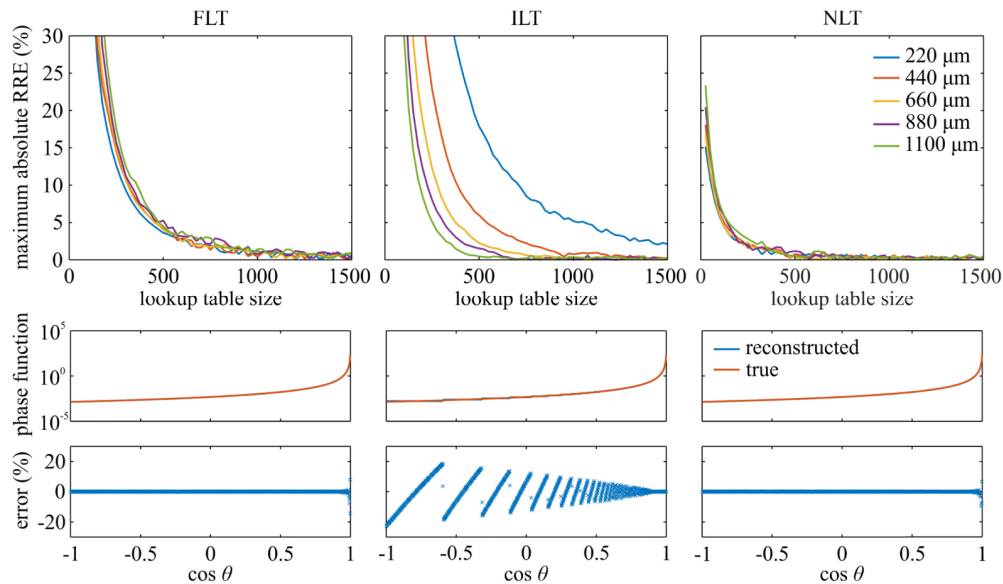 FLT
ILT
NLT
maximum absolute RRE (%)
30
25
20
15
10
5
0
0 500 1000 1500
0 500 1000 1500
0 500 1000 1500
lookup table size
lookup table size
lookup table size
220 μm
440 μm
660 μm
880 μm
1100 μm
phase function
10^5
10^0
10^-5
reconstructed
true
error (%)
20
0
-20
-1 -0.5 0 0.5 1
-1 -0.5 0 0.5 1
-1 -0.5 0 0.5 1
cos θ
cos θ
cos θ